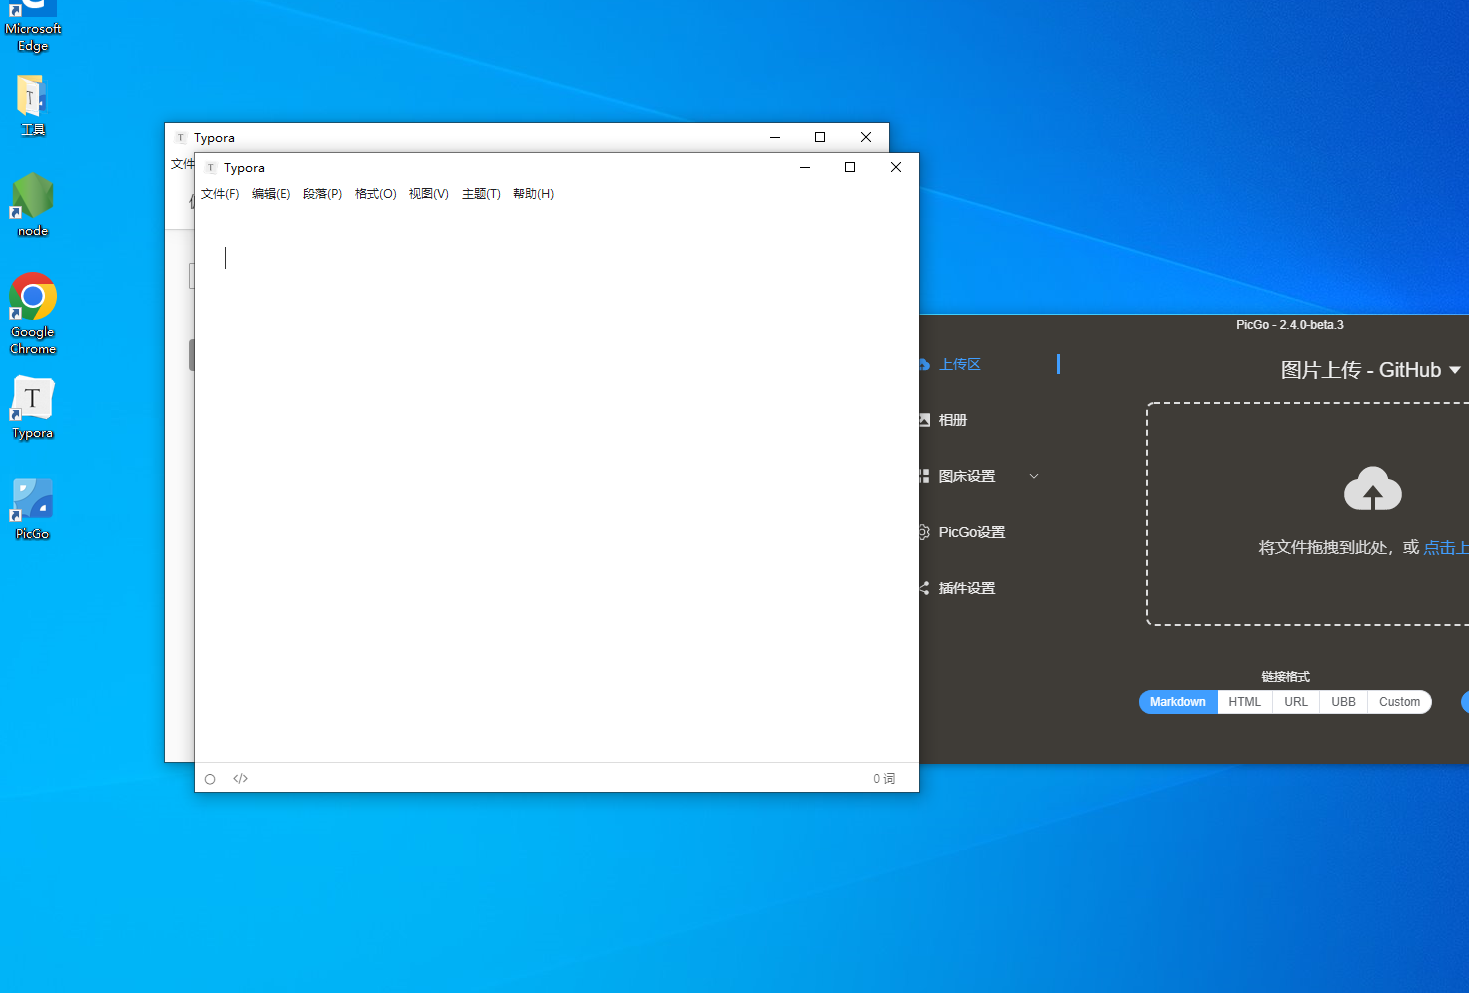 Microsoft
Edge
工具
node
Google
Chrome
Typora
PicGo
Typora
文件
Typora
文件(F) 编辑(E) 段落(P) 格式(O) 视图(V) 主题(T) 帮助(H)
0 词
PicGo - 2.4.0-beta.3
上传区
相册
图床设置
PicGo设置
插件设置
图片上传 - GitHub
将文件拖拽到此处，或 点击上
链接格式
Markdown HTML URL UBB Custom